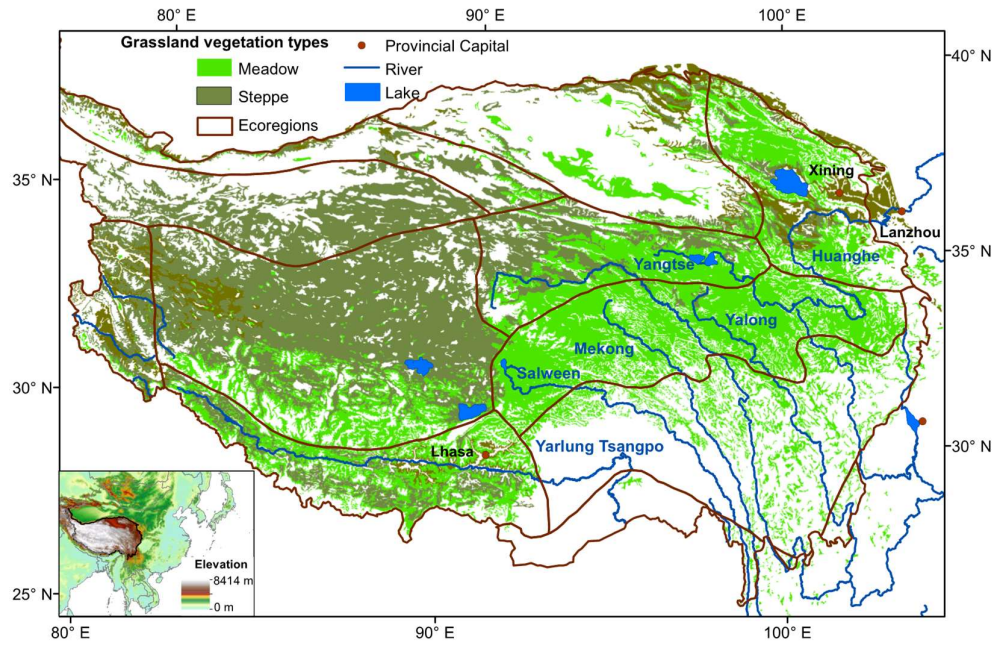 80° E 90° E 100° E
Grassland vegetation types
Meadow
Steppe
Ecoregions
Provincial Capital
River
Lake
40° N
35° N
Xining
Lanzhou
35° N
Huanghe
Yangtse
Yalong
Mekong
Salween
30° N
30° N
Yarlung Tsangpo
Lhasa
Elevation
8414 m
0 m
25° N
25° N
80° E 90° E 100° E